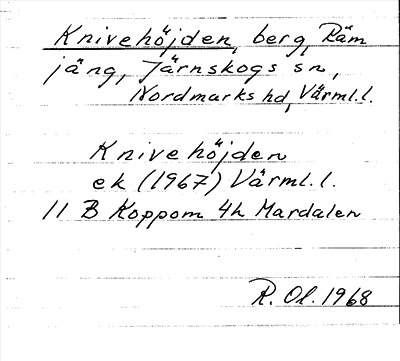 Knivehöjden, berg, Räm
jäng, Järnskogs sn,
Nordmarks hd, Värml.l.
Knivehöjden
ek (1967) Värml.l.
11 B Koppom 4h Mardalen
R. Ol. 1968